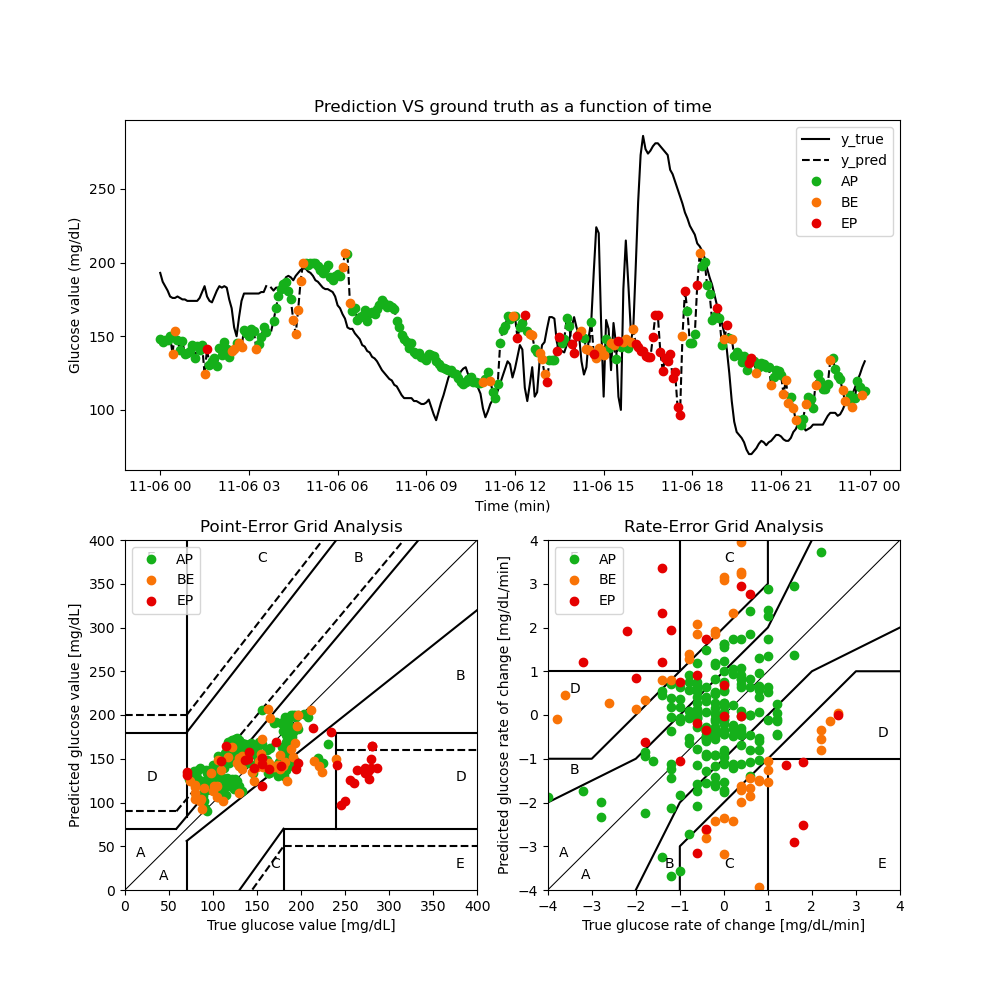 Prediction VS ground truth as a function of time
Glucose value (mg/dL)
250
200
150
100
y_true
y_pred
AP
BE
EP
11-06 00 11-06 03 11-06 06 11-06 09 11-06 12 11-06 15 11-06 18 11-06 21 11-07 00
Time (min)
Point-Error Grid Analysis
Predicted glucose value [mg/dL]
400
350
300
250
200
150
100
50
0
AP
BE
EP
C
B
B
D
D
A
A
C
E
0 50 100 150 200 250 300 350 400
True glucose value [mg/dL]
Rate-Error Grid Analysis
Predicted glucose rate of change [mg/dL/min]
4
3
2
1
0
−1
−2
−3
−4
AP
BE
EP
C
D
D
B
A
A
B
C
E
−4 −3 −2 −1 0 1 2 3 4
True glucose rate of change [mg/dL/min]